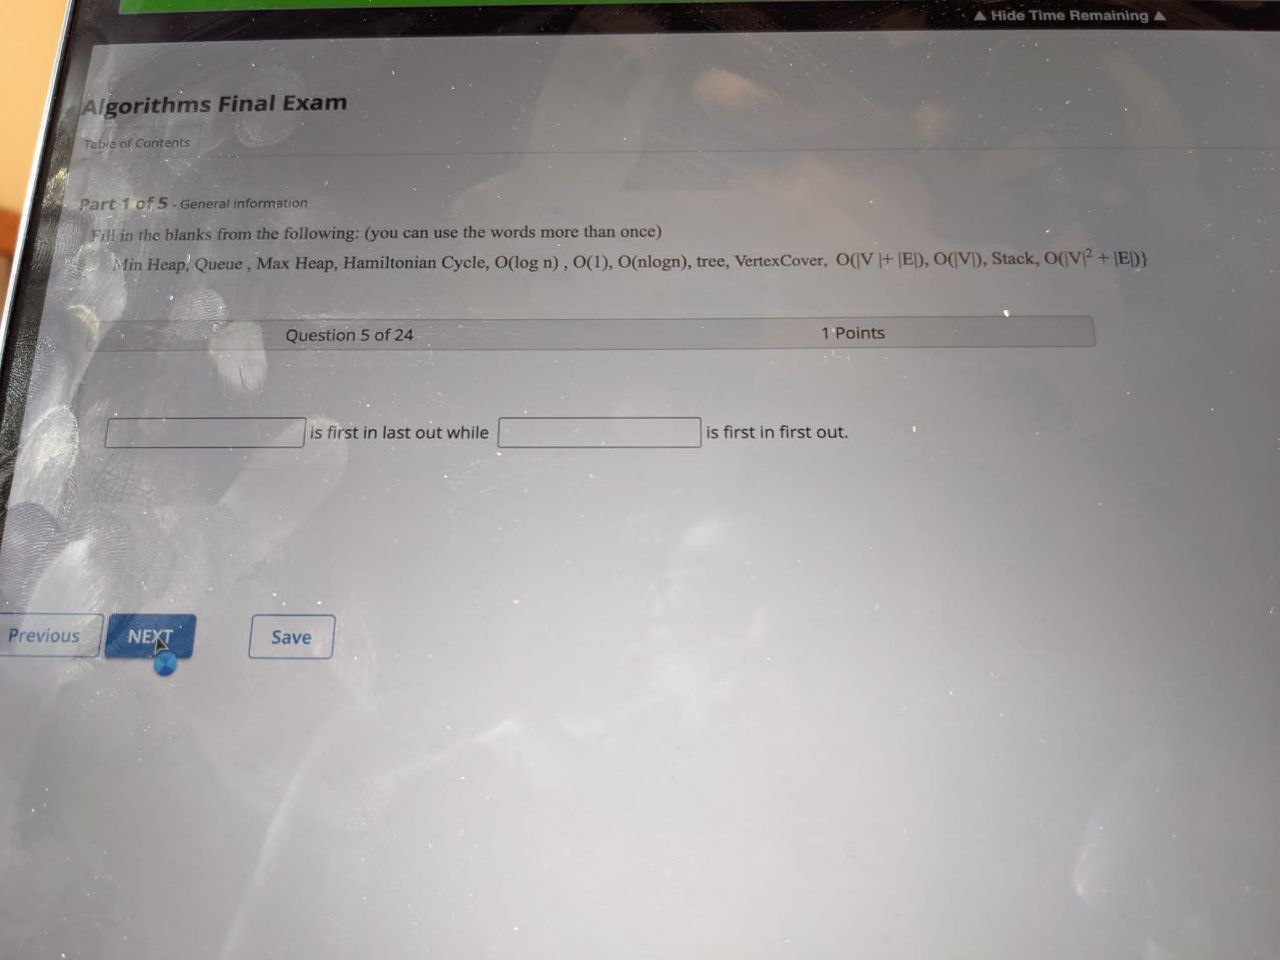 ▲ Hide Time Remaining ▲
Algorithms Final Exam
Table of Contents
Part 1 of 5 - General information
Fill in the blanks from the following: (you can use the words more than once)
Min Heap, Queue , Max Heap, Hamiltonian Cycle, O(log n) , O(1), O(nlogn), tree, VertexCover, O(|V |+ |E|), O(|V|), Stack, O(|V|² + |E|)}
Question 5 of 24 1 Points
is first in last out while is first in first out.
Previous NEXT Save